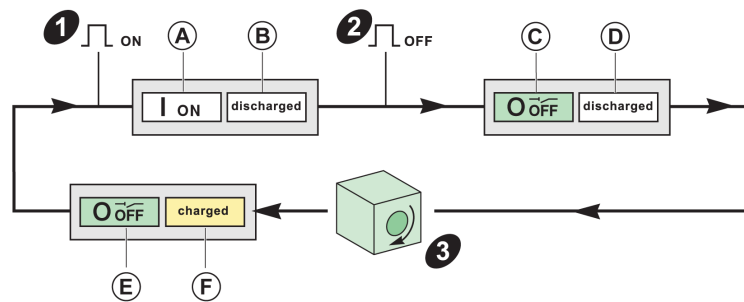 1 ON
A
B
2 OFF
C
D
I ON
discharged
O OFF
discharged
O OFF
charged
3
E
F